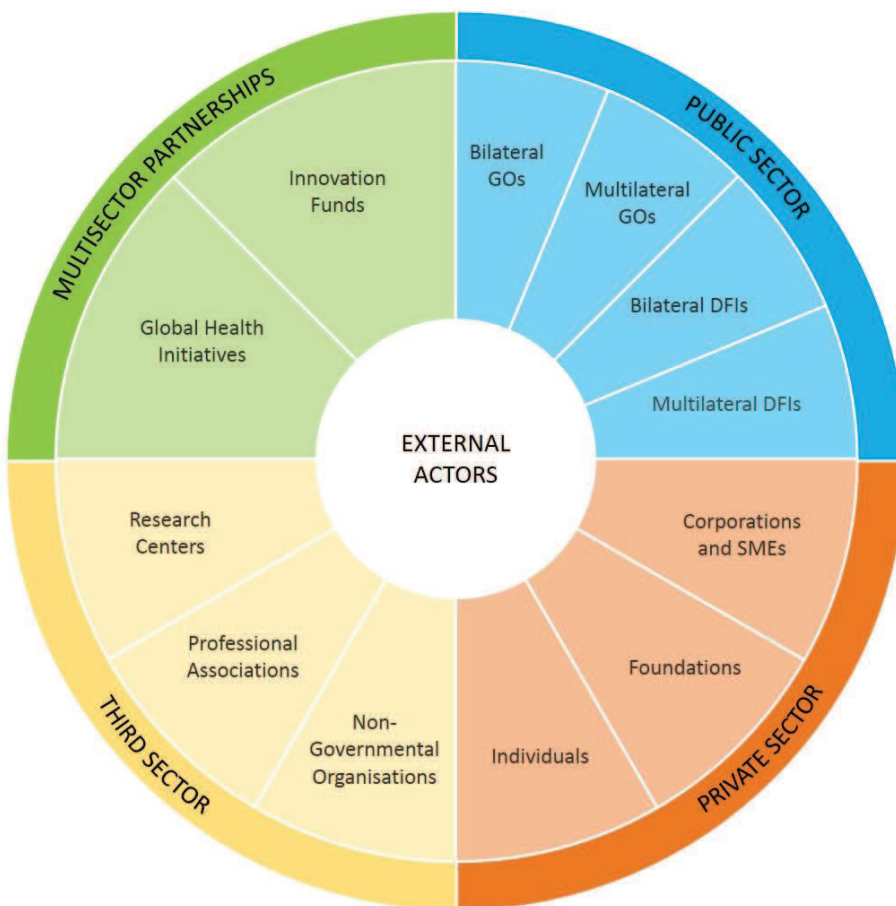 MULTISECTOR PARTNERSHIPS
PUBLIC SECTOR
Innovation
Funds
Global Health
Initiatives
Bilateral
GOs
Multilateral
GOs
Bilateral DFIs
Multilateral DFIs
EXTERNAL
ACTORS
Research
Centers
Professional
Associations
Non-
Governmental
Organisations
Corporations
and SMEs
Foundations
Individuals
THIRD SECTOR
PRIVATE SECTOR